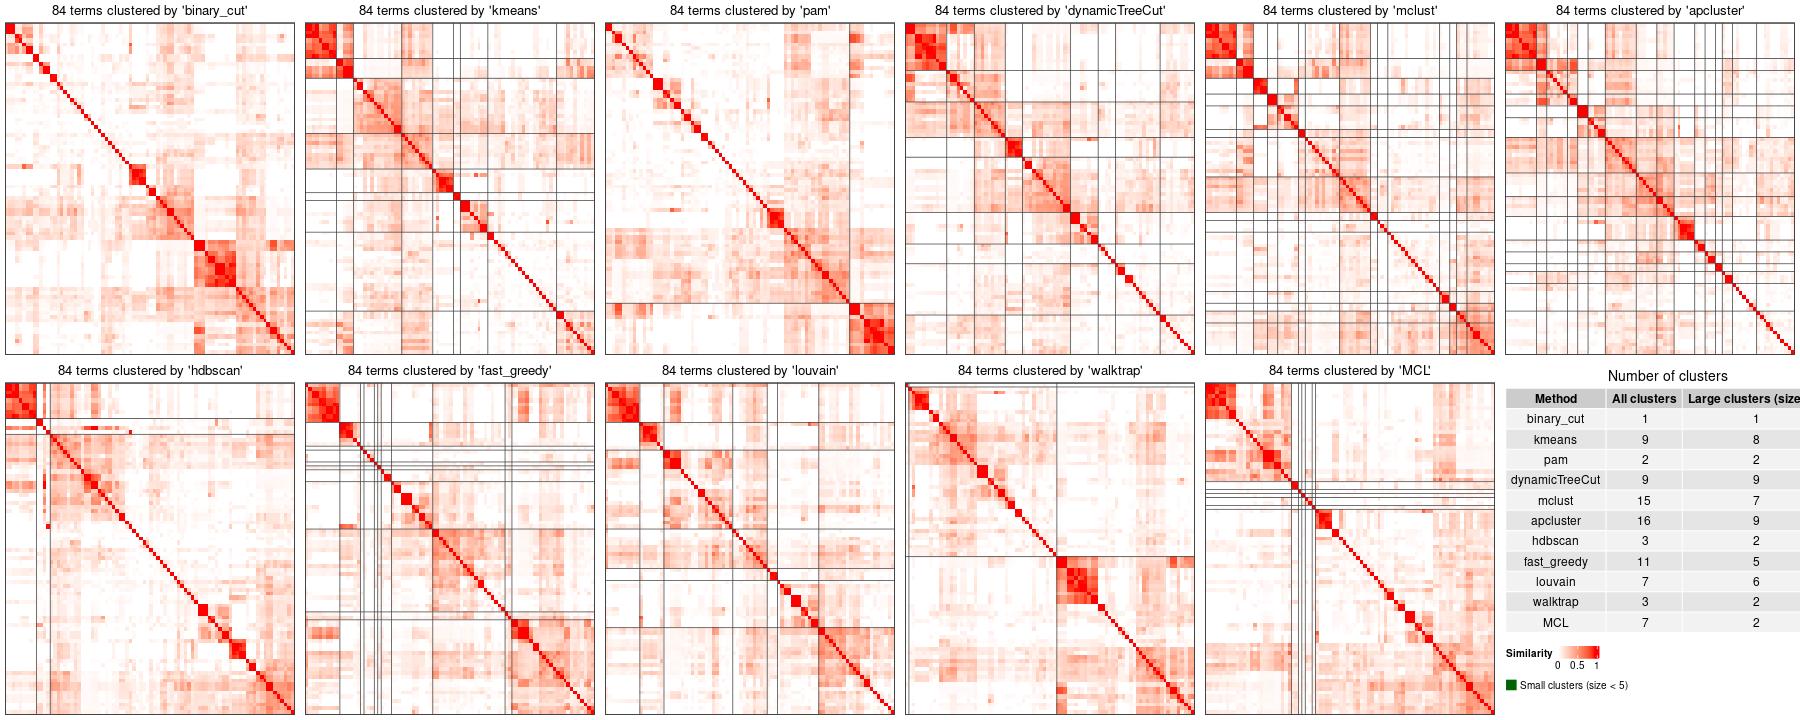 84 terms clustered by 'binary_cut'
84 terms clustered by 'kmeans'
84 terms clustered by 'pam'
84 terms clustered by 'dynamicTreeCut'
84 terms clustered by 'mclust'
84 terms clustered by 'apcluster'
84 terms clustered by 'hdbscan'
84 terms clustered by 'fast_greedy'
84 terms clustered by 'louvain'
84 terms clustered by 'walktrap'
84 terms clustered by 'MCL'
Number of clusters
Method All clusters Large clusters (size
binary_cut 1 1
kmeans 9 8
pam 2 2
dynamicTreeCut 9 9
mclust 15 7
apcluster 16 9
hdbscan 3 2
fast_greedy 11 5
louvain 7 6
walktrap 3 2
MCL 7 2
Similarity
0 0.5 1
Small clusters (size < 5)